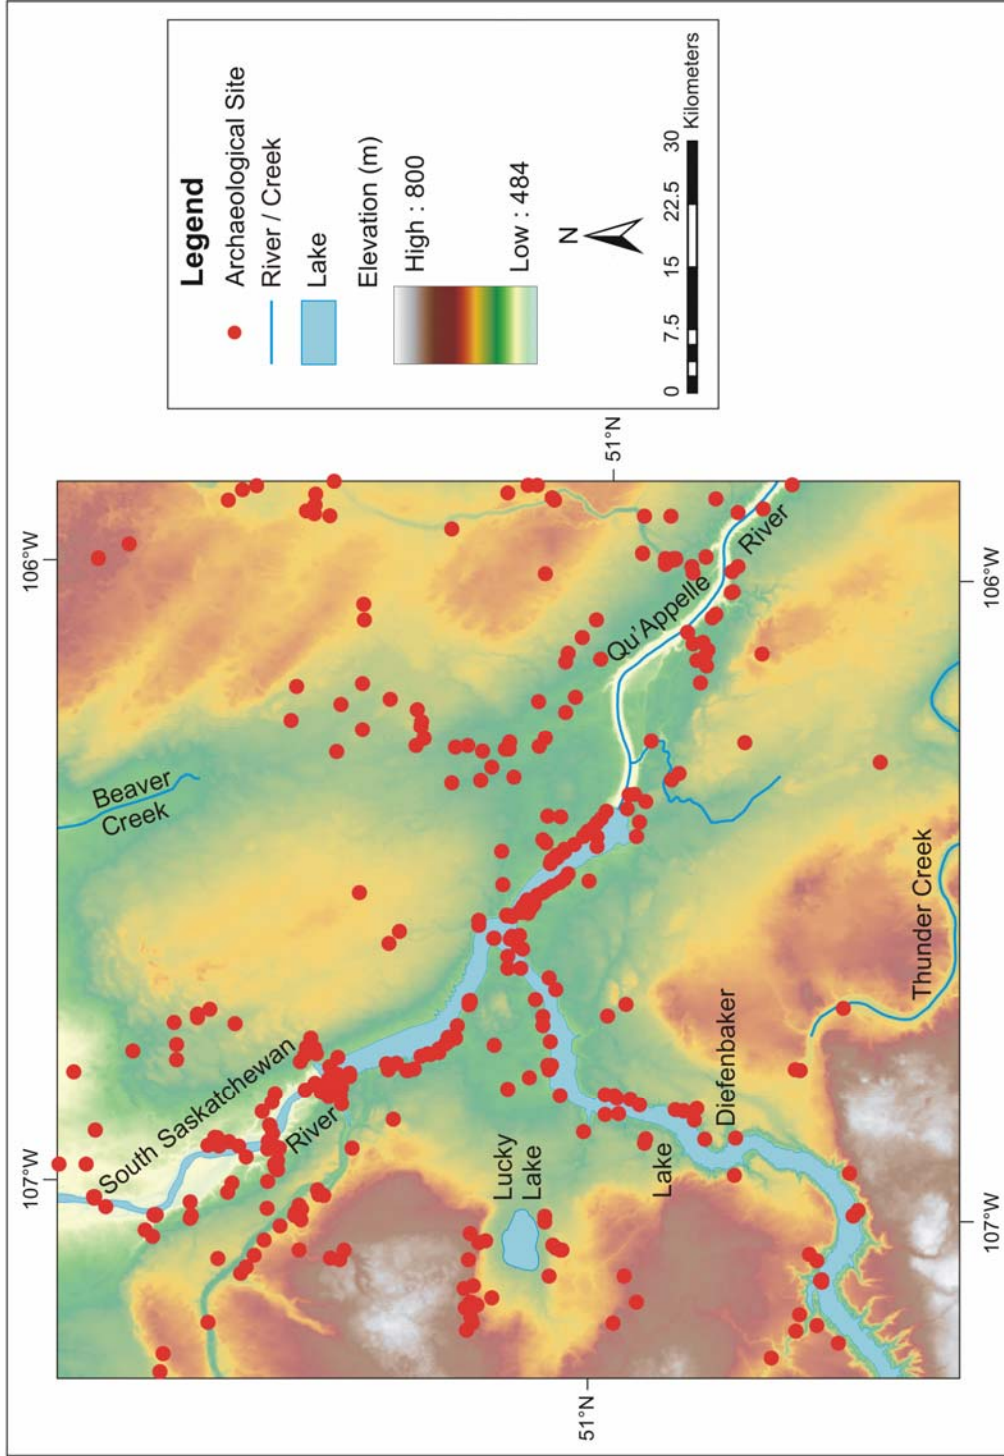 107°W
106°W
South Saskatchewan
River
Beaver
Creek
Lucky
Lake
Qu'Appelle
River
51°N
51°N
Lake
Diefenbaker
Thunder Creek
107°W
106°W
Legend
Archaeological Site
River / Creek
Lake
Elevation (m)
High : 800
Low : 484
N
0 7.5 15 22.5 30
Kilometers